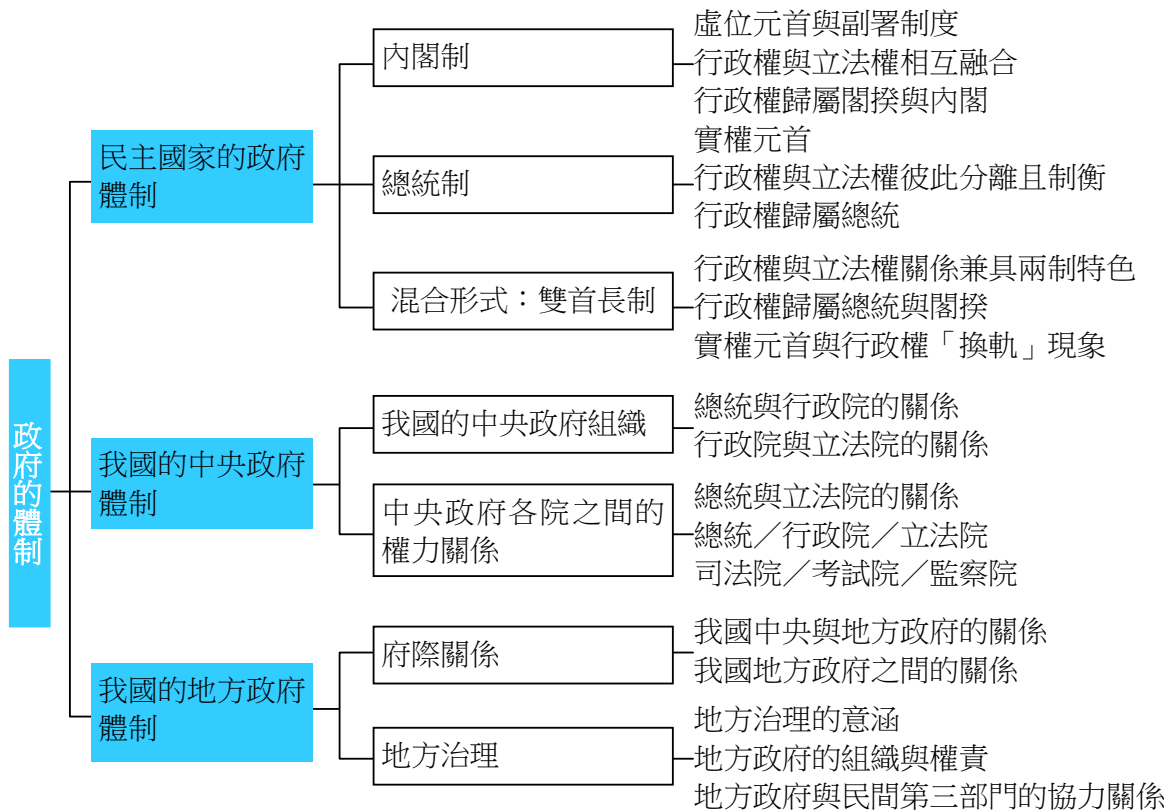 政府的體制
民主國家的政府
體制
內閣制
虛位元首與副署制度
行政權與立法權相互融合
行政權歸屬閣揆與內閣
總統制
實權元首
行政權與立法權彼此分離且制衡
行政權歸屬總統
混合形式：雙首長制
行政權與立法權關係兼具兩制特色
行政權歸屬總統與閣揆
實權元首與行政權「換軌」現象
我國的中央政府
體制
我國的中央政府組織
總統與行政院的關係
行政院與立法院的關係
中央政府各院之間的
權力關係
總統與立法院的關係
總統／行政院／立法院
司法院／考試院／監察院
我國的地方政府
體制
府際關係
我國中央與地方政府的關係
我國地方政府之間的關係
地方治理
地方治理的意涵
地方政府的組織與權責
地方政府與民間第三部門的協力關係